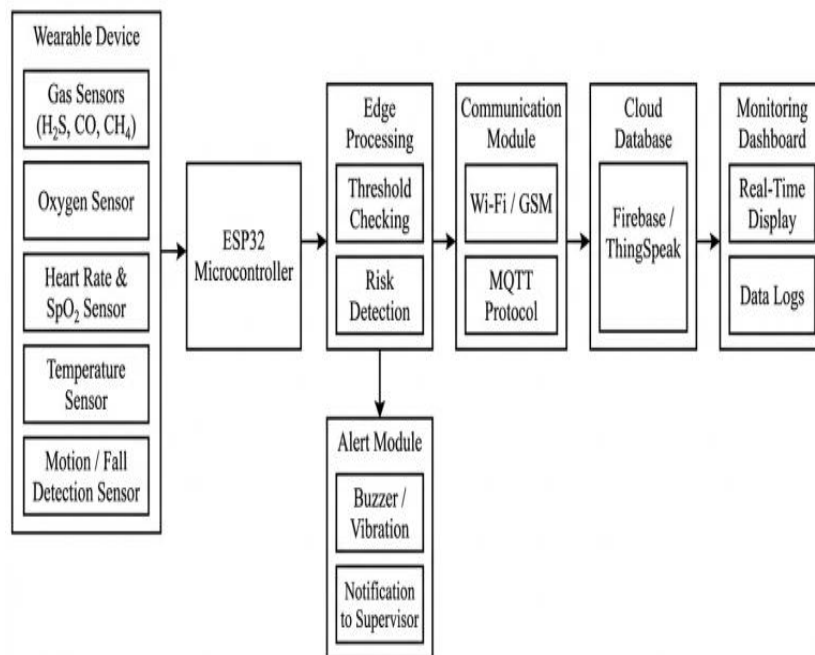 Wearable Device
Gas Sensors
(H₂S, CO, CH₄)
Oxygen Sensor
Heart Rate &
SpO₂ Sensor
Temperature
Sensor
Motion / Fall
Detection Sensor
ESP32
Microcontroller
Edge
Processing
Threshold
Checking
Risk
Detection
Alert Module
Buzzer /
Vibration
Notification
to Supervisor
Communication
Module
Wi-Fi / GSM
MQTT
Protocol
Cloud
Database
Firebase /
ThingSpeak
Monitoring
Dashboard
Real-Time
Display
Data Logs